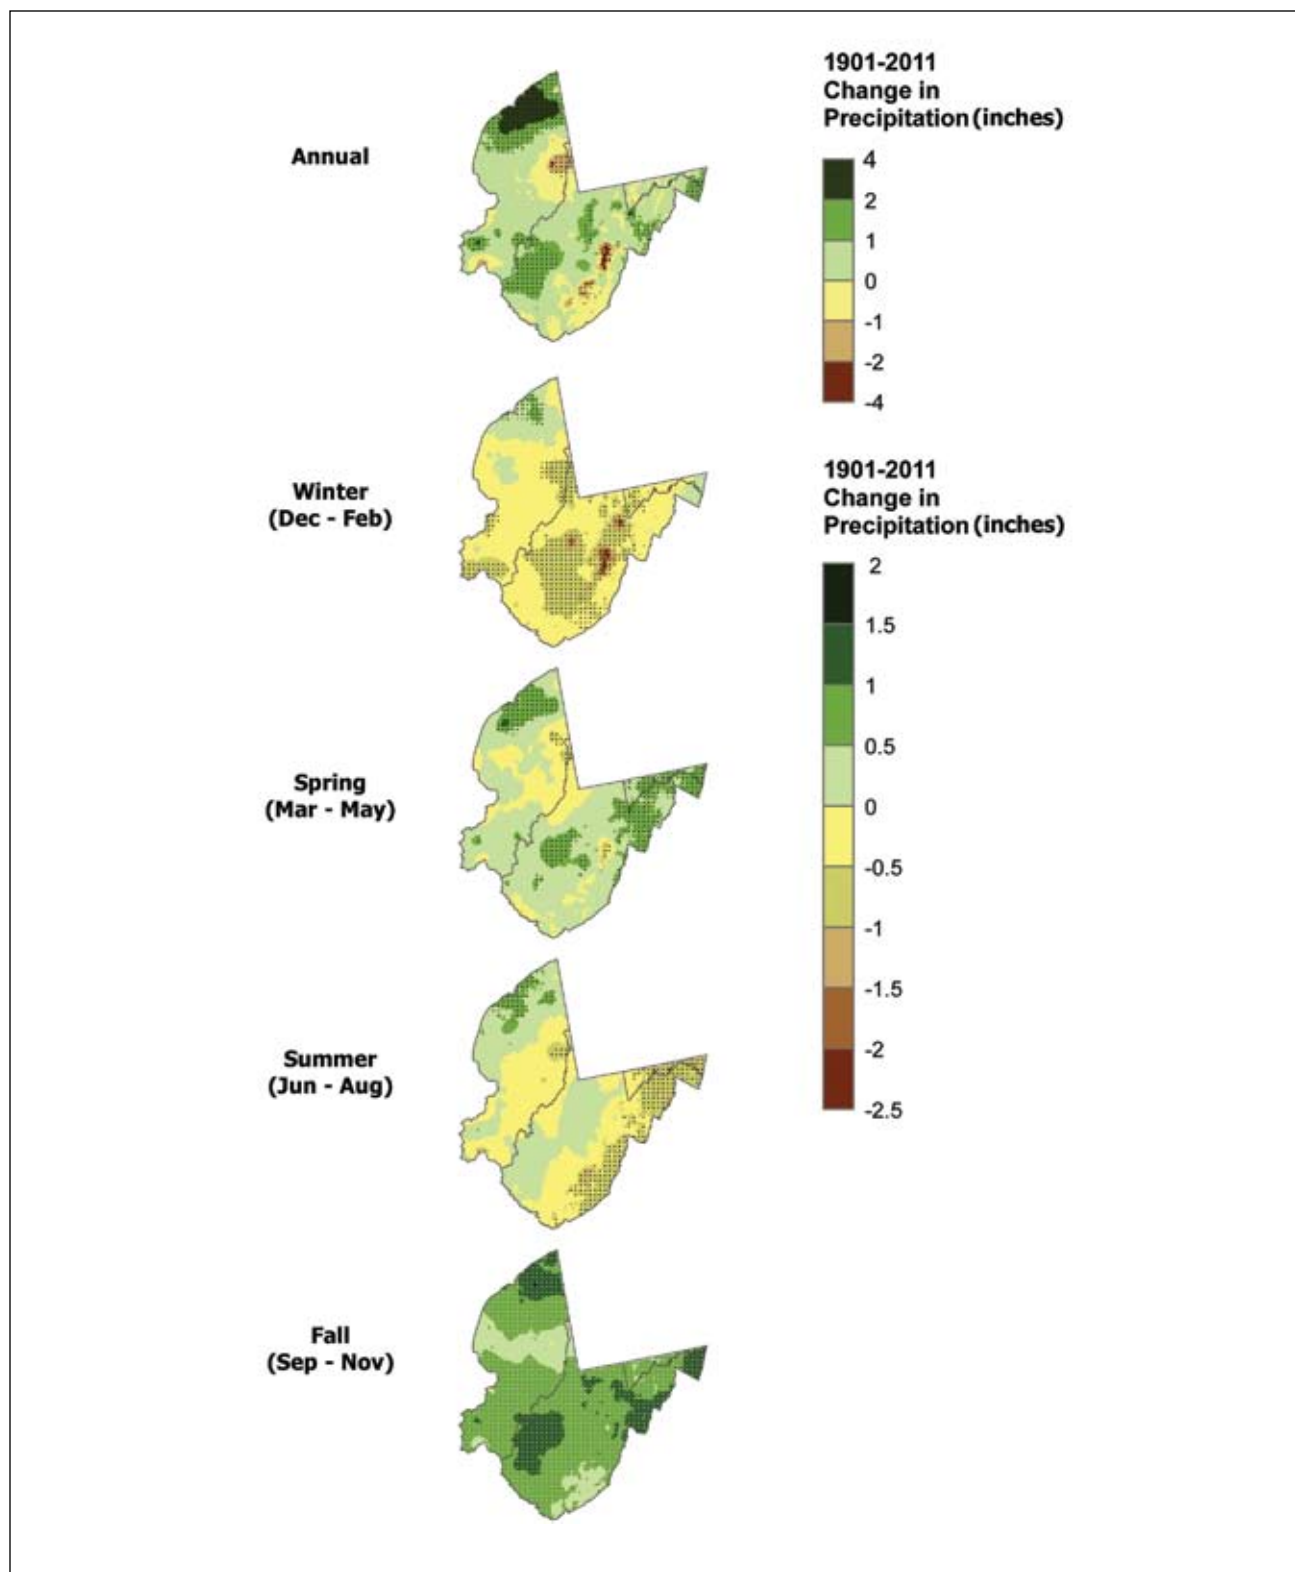 Annual
Winter
(Dec - Feb)
Spring
(Mar - May)
Summer
(Jun - Aug)
Fall
(Sep - Nov)
1901-2011
Change in
Precipitation (inches)
4
2
1
0
-1
-2
-4
1901-2011
Change in
Precipitation (inches)
2
1.5
1
0.5
0
-0.5
-1
-1.5
-2
-2.5